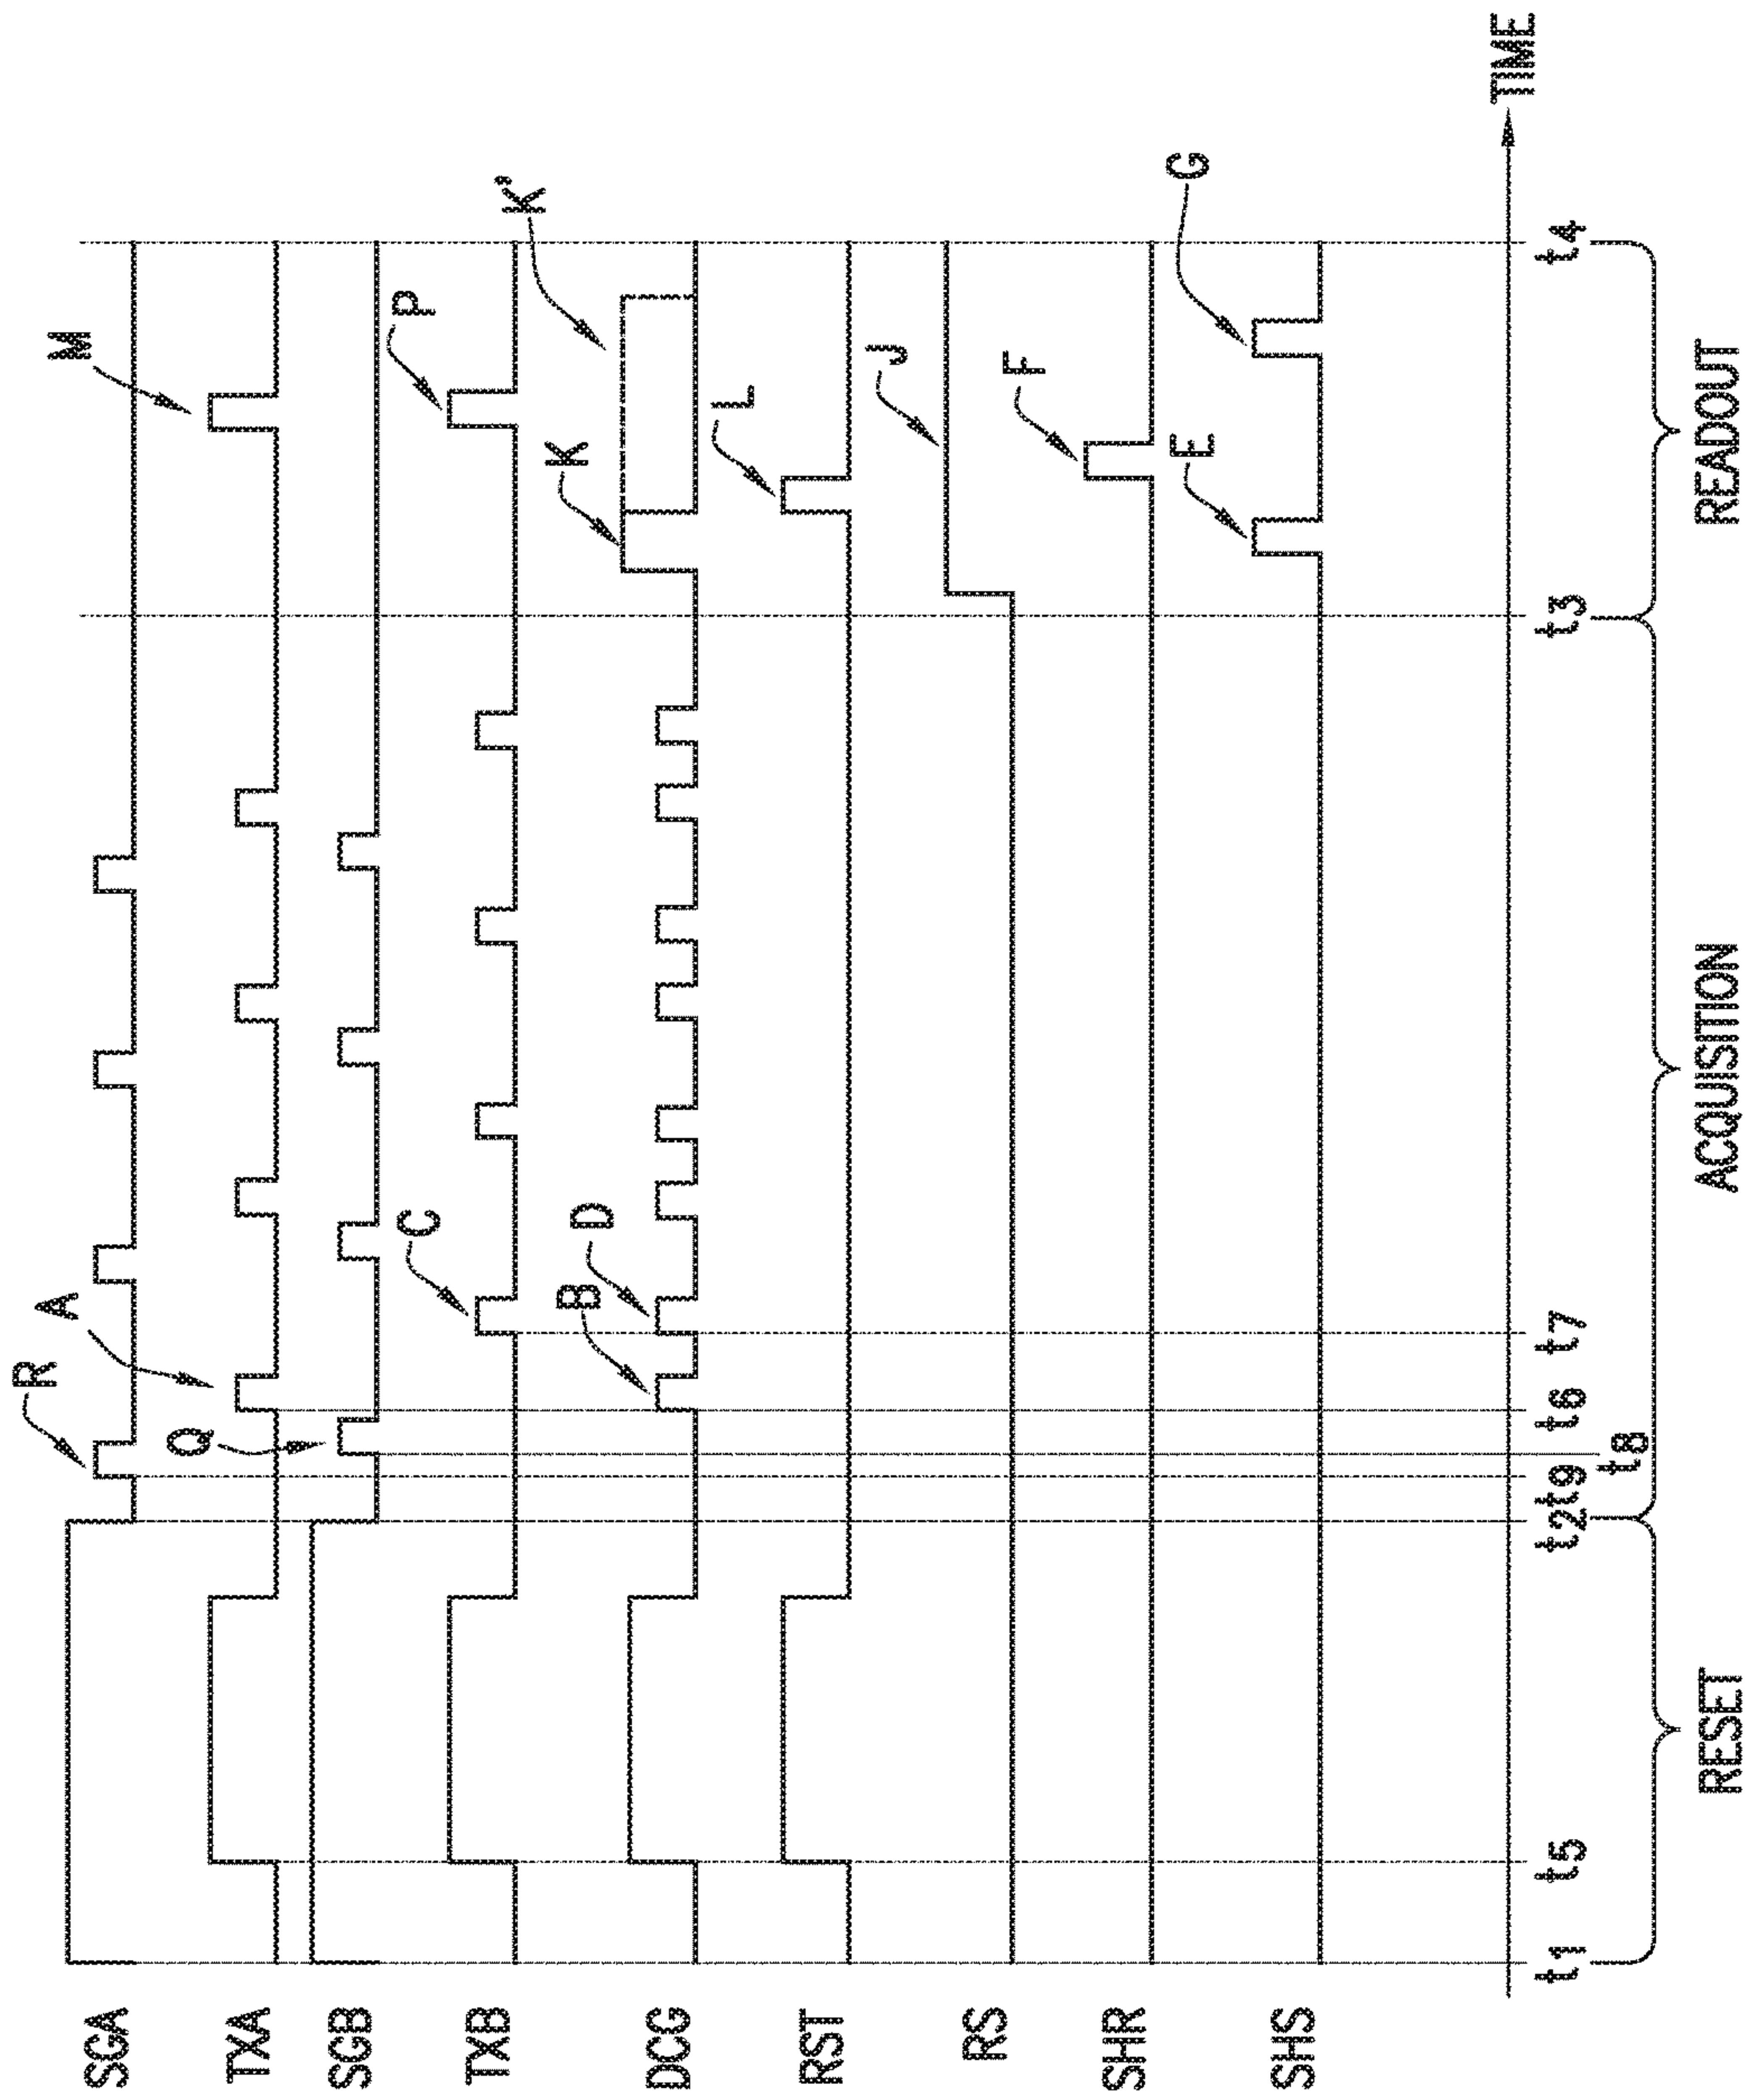 SGA
TXA
SGB
TXB
DCG
RST
RS
SHR
SHS
R
A
M
Q
C
P
B
D
K
K'
L
J
F
E
G
TIME
t1
t5
t2
t9
t8
t6
t7
t3
t4
RESET
ACQUISITION
READOUT